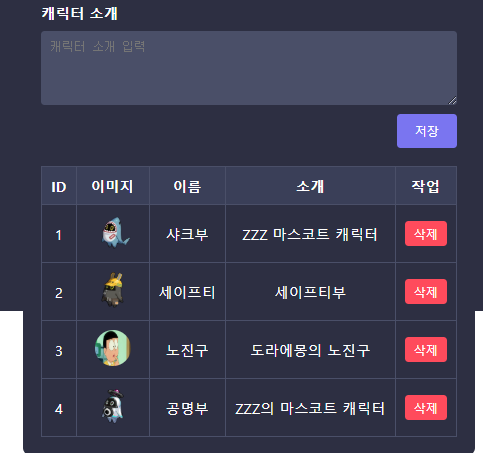 캐릭터 소개
캐릭터 소개 입력
저장
ID 이미지 이름 소개 작업
1 샤크부 ZZZ 마스코트 캐릭터 삭제
2 세이프티 세이프티부 삭제
3 노진구 도라에몽의 노진구 삭제
4 공명부 ZZZ의 마스코트 캐릭터 삭제